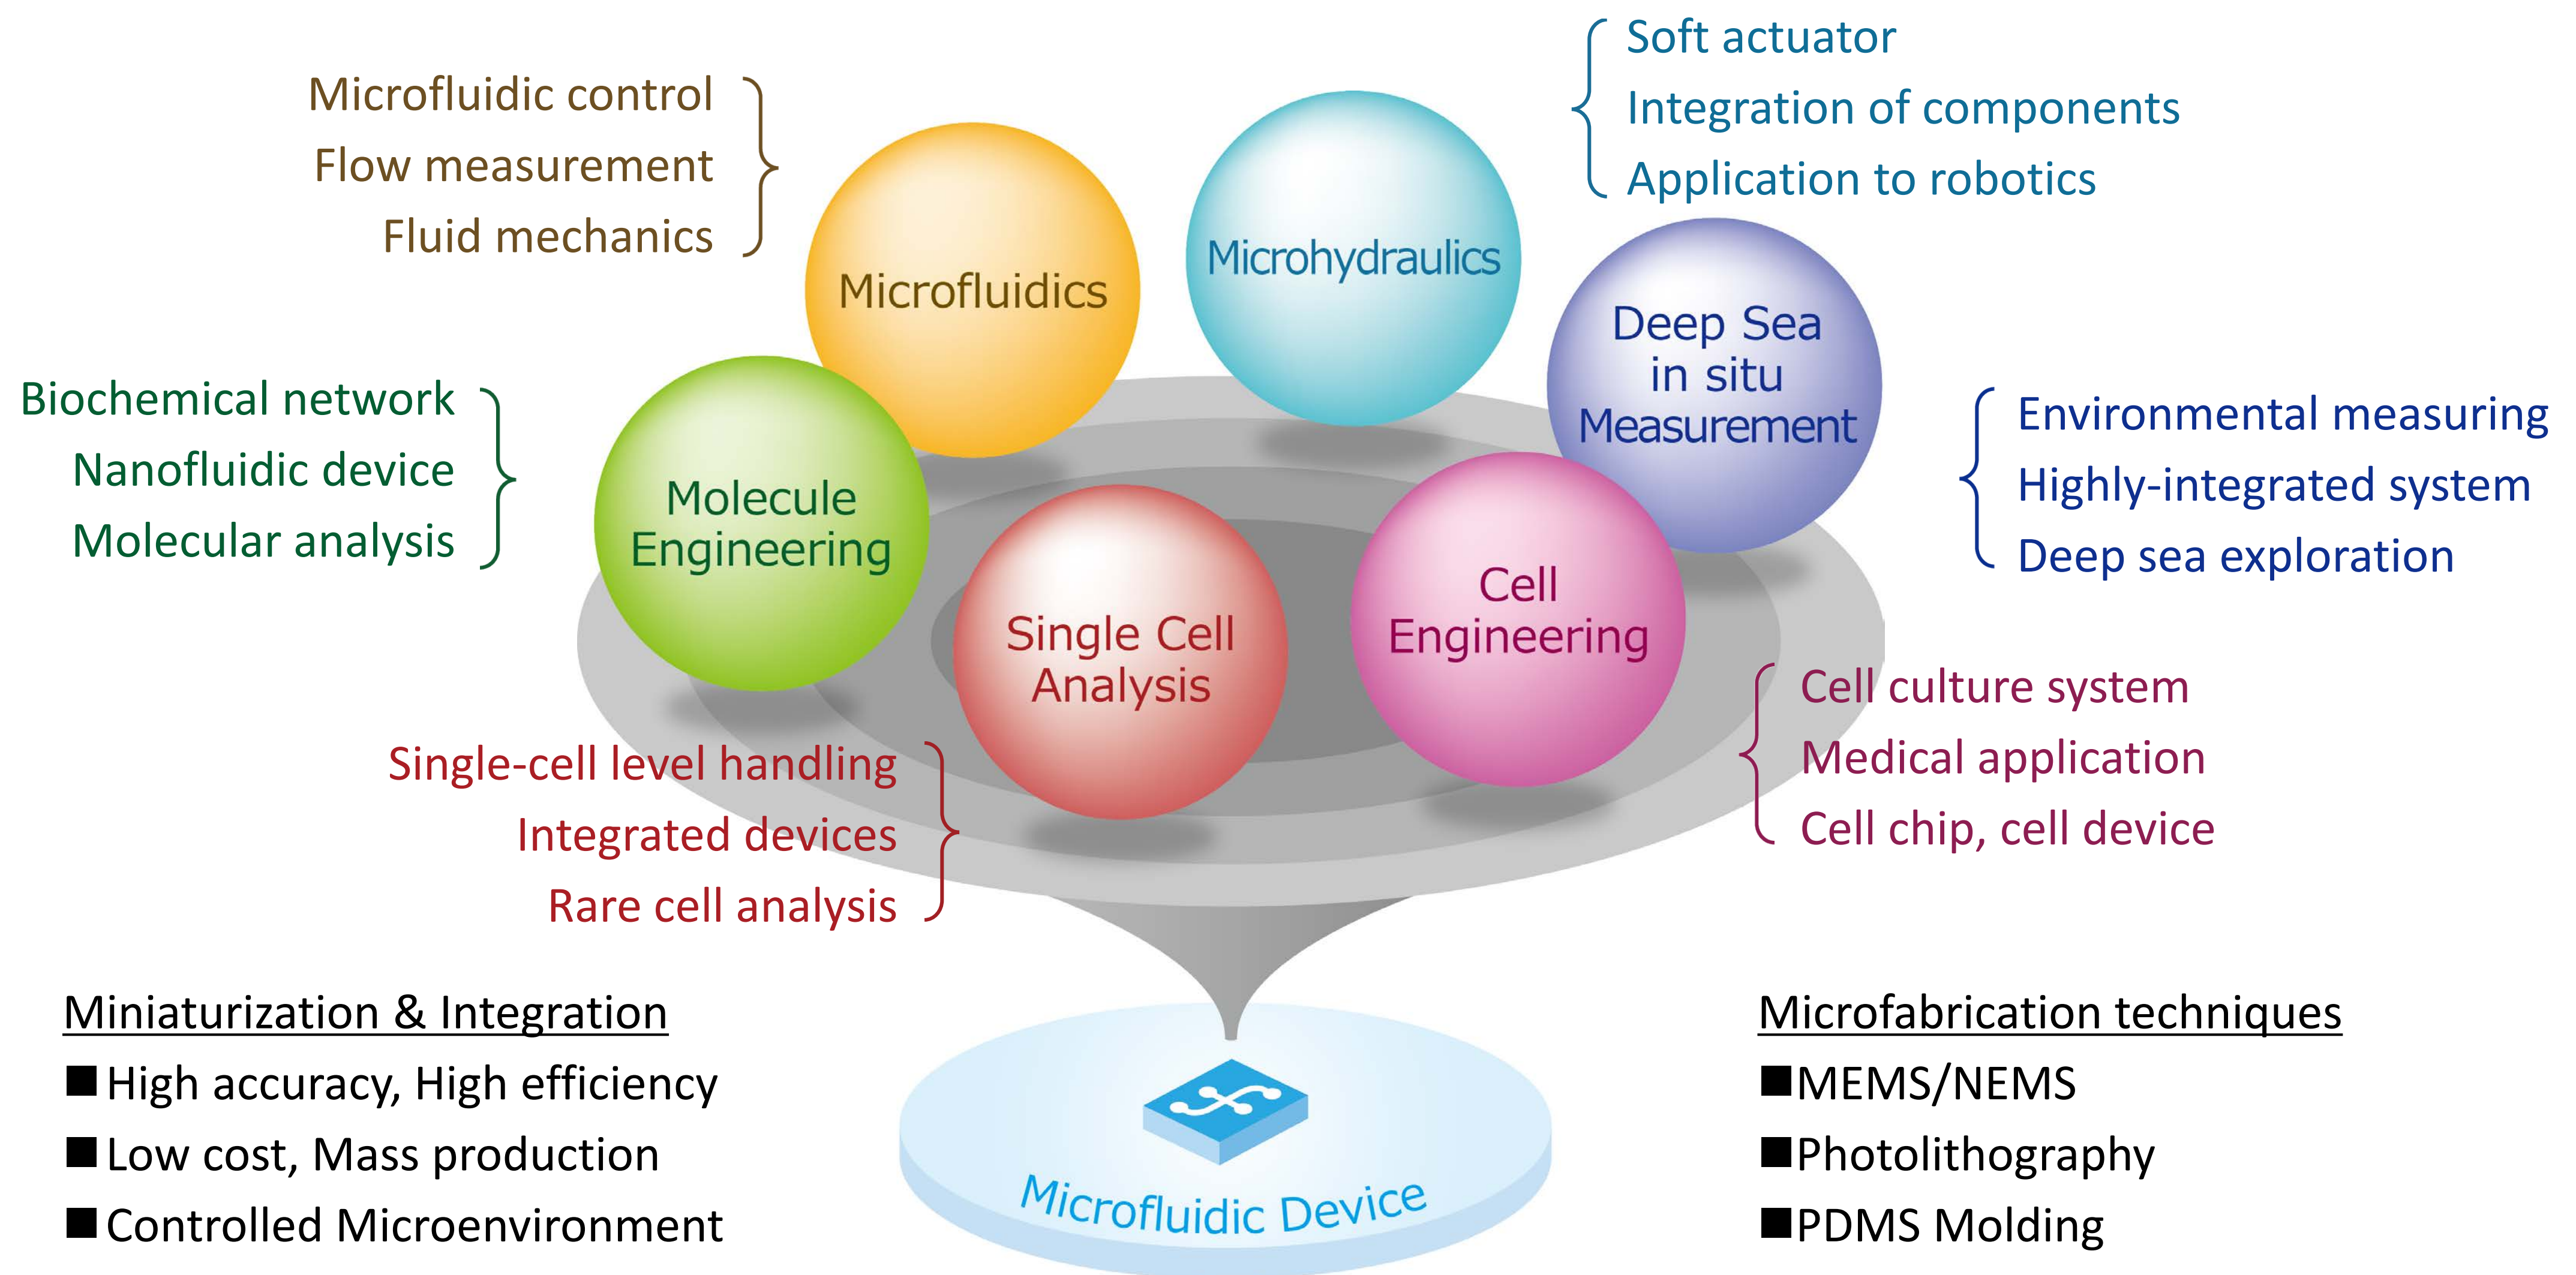 Soft actuator
Integration of components
Application to robotics
Microfluidic control
Flow measurement
Fluid mechanics
Microfluidics
Microhydraulics
Deep Sea
in situ
Measurement
Biochemical network
Nanofluidic device
Molecular analysis
Molecule
Engineering
Environmental measuring
Highly-integrated system
Deep sea exploration
Single Cell
Analysis
Cell
Engineering
Cell culture system
Medical application
Cell chip, cell device
Single-cell level handling
Integrated devices
Rare cell analysis
Miniaturization & Integration
■High accuracy, High efficiency
■Low cost, Mass production
■Controlled Microenvironment
Microfluidic Device
Microfabrication techniques
■MEMS/NEMS
■Photolithography
■PDMS Molding